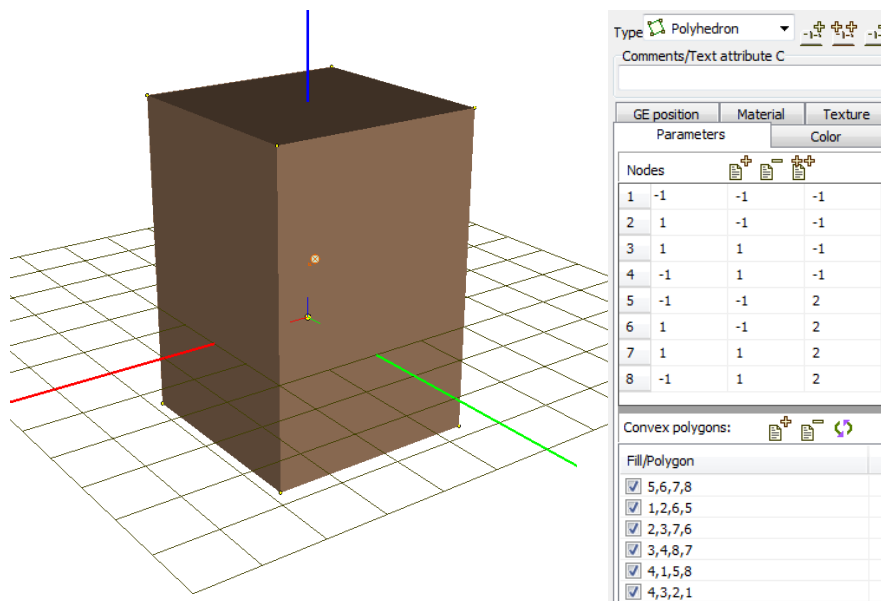 Type Polyhedron
Comments/Text attribute C
GE position Material Texture
Parameters Color
Nodes
1 -1 -1 -1
2 1 -1 -1
3 1 1 -1
4 -1 1 -1
5 -1 -1 2
6 1 -1 2
7 1 1 2
8 -1 1 2
Convex polygons:
Fill/Polygon
5,6,7,8
1,2,6,5
2,3,7,6
3,4,8,7
4,1,5,8
4,3,2,1